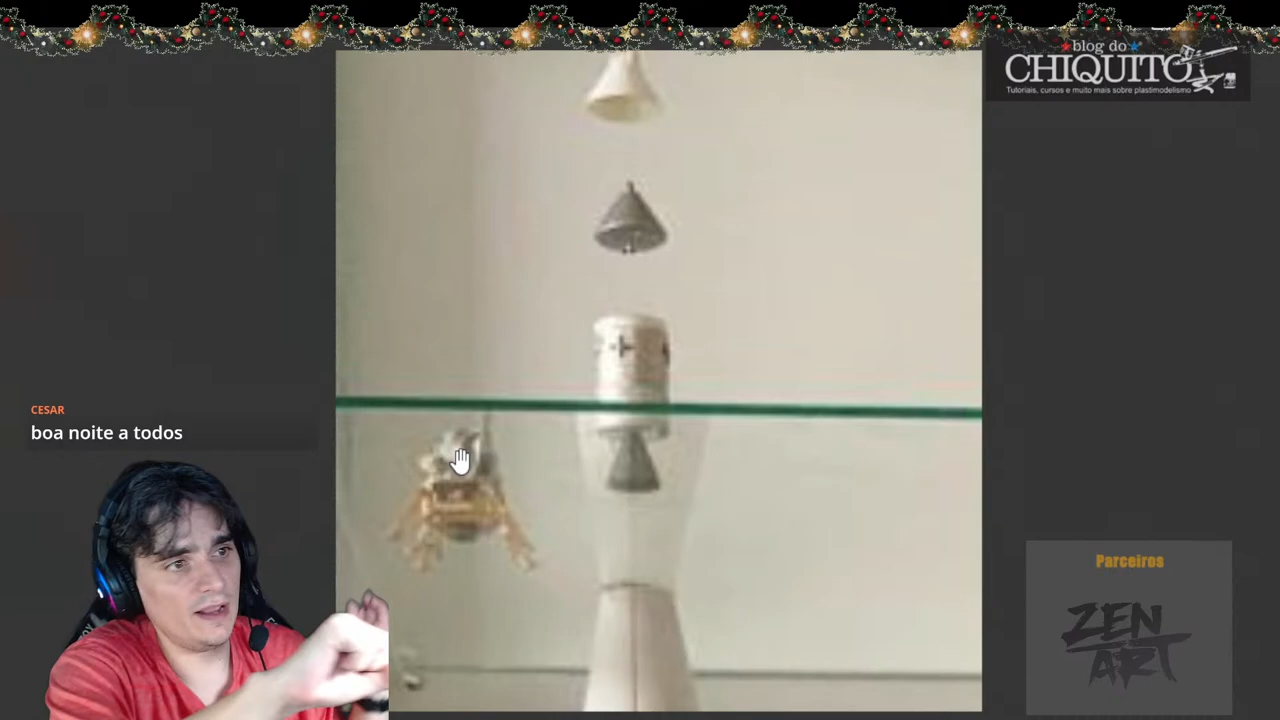 blog do
CHIQUITO
Tutoriais, cursos e muito mais sobre plastimodelismo
CESAR
boa noite a todos
Parceiros
ZEN
ART